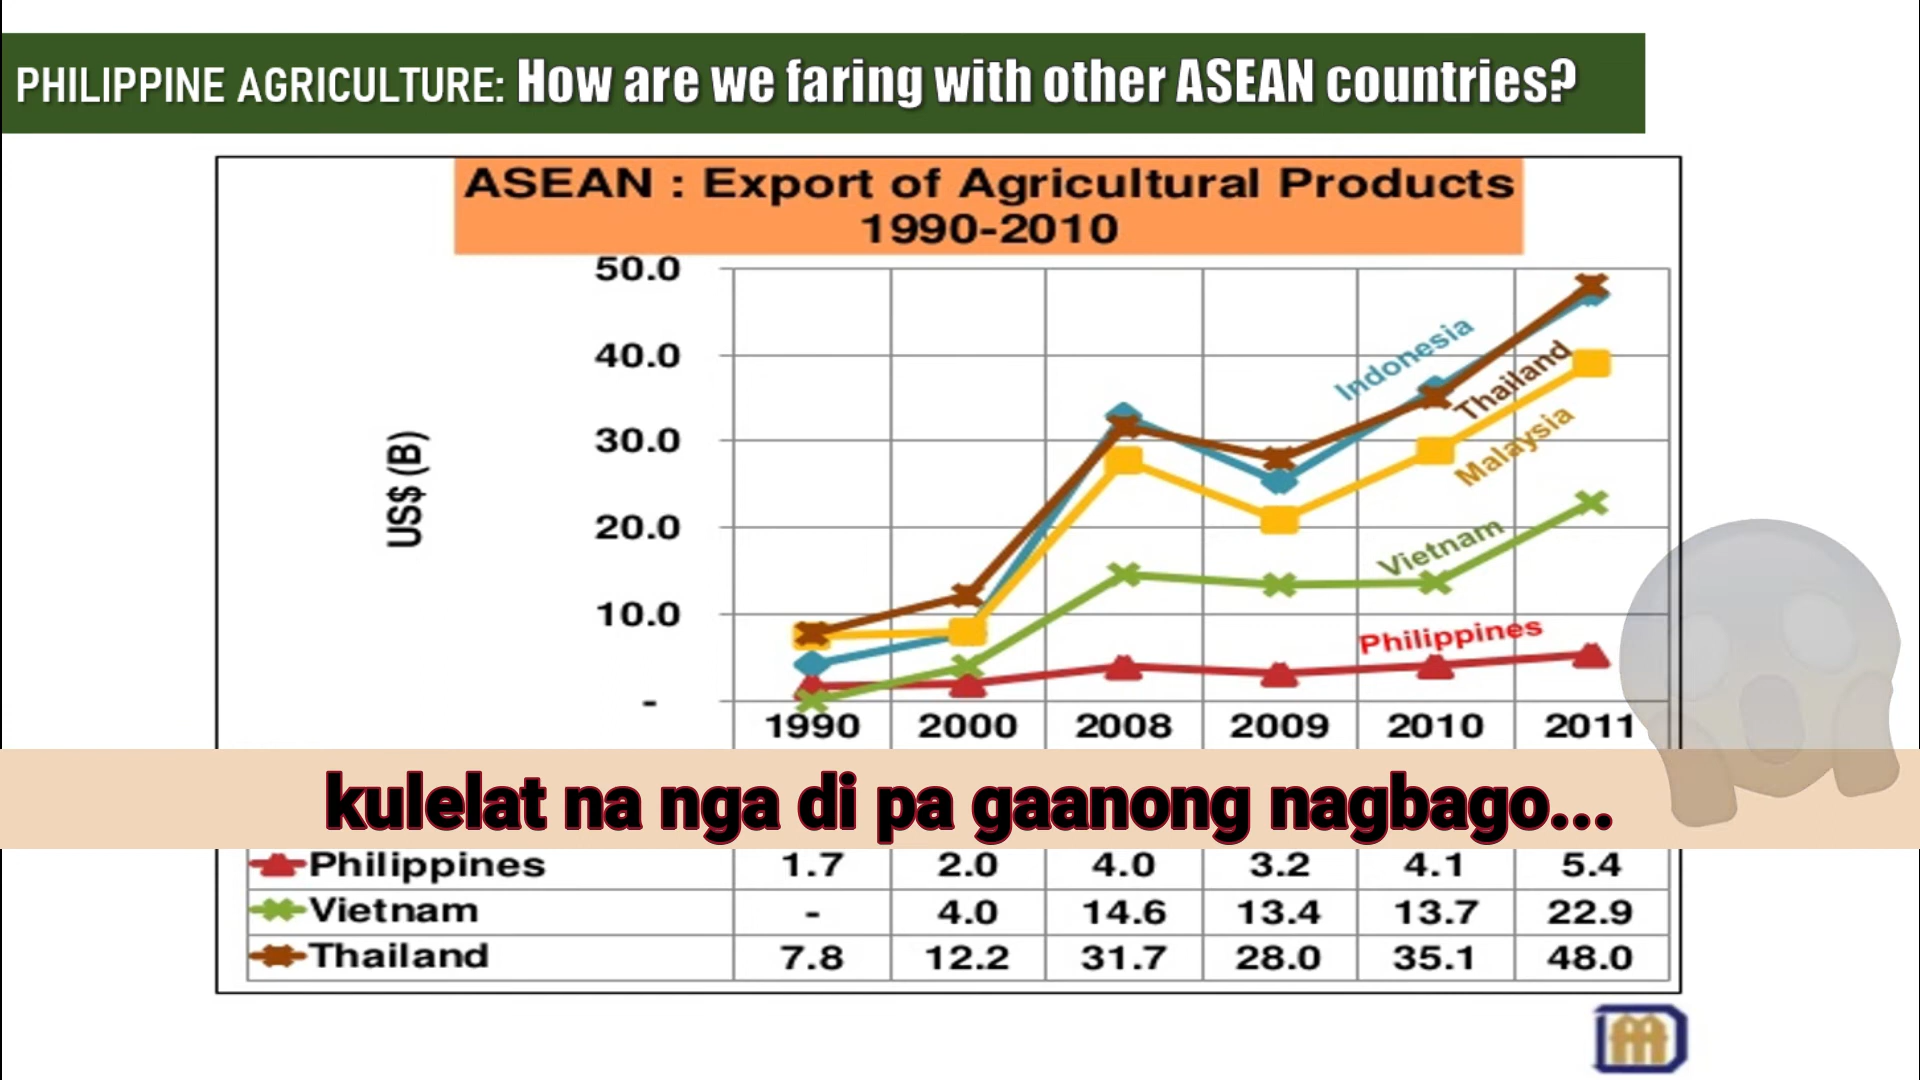 PHILIPPINE AGRICULTURE: How are we faring with other ASEAN countries?
ASEAN : Export of Agricultural Products
1990-2010
50.0
40.0
30.0
20.0
10.0
-
US$ (B)
Indonesia
Thailand
Malaysia
Vietnam
Philippines
1990 2000 2008 2009 2010 2011
kulelat na nga di pa gaanong nagbago...
Philippines 1.7 2.0 4.0 3.2 4.1 5.4
Vietnam - 4.0 14.6 13.4 13.7 22.9
Thailand 7.8 12.2 31.7 28.0 35.1 48.0